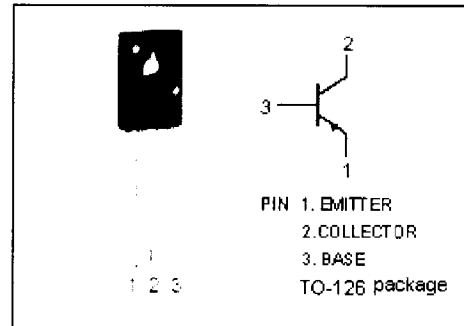 2
3
1
PIN 1. EMITTER
2. COLLECTOR
3. BASE
TO-126 package
1 2 3